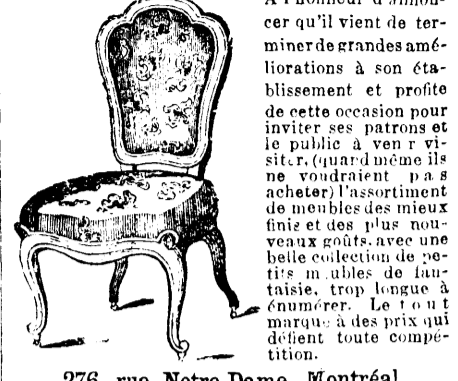 A l'honneur d'annon-
cer qu'il vient de ter-
miner de grandes amé-
liorations à son éta-
blissement et profite
de cette occasion pour
inviter ses patrons et
le public à ven r vi-
siter, (quand même ils
ne voudraient pas
acheter) l'assortiment
de meubles des mieux
finis et des plus nou-
veaux goûts, avec une
belle collection de pe-
tits m ubles de fan-
taisie, trop longue à
énumérer. Le tout
marqué à des prix qui
défient toute compé-
tition.
276, rue Notre-Dame, Montréal